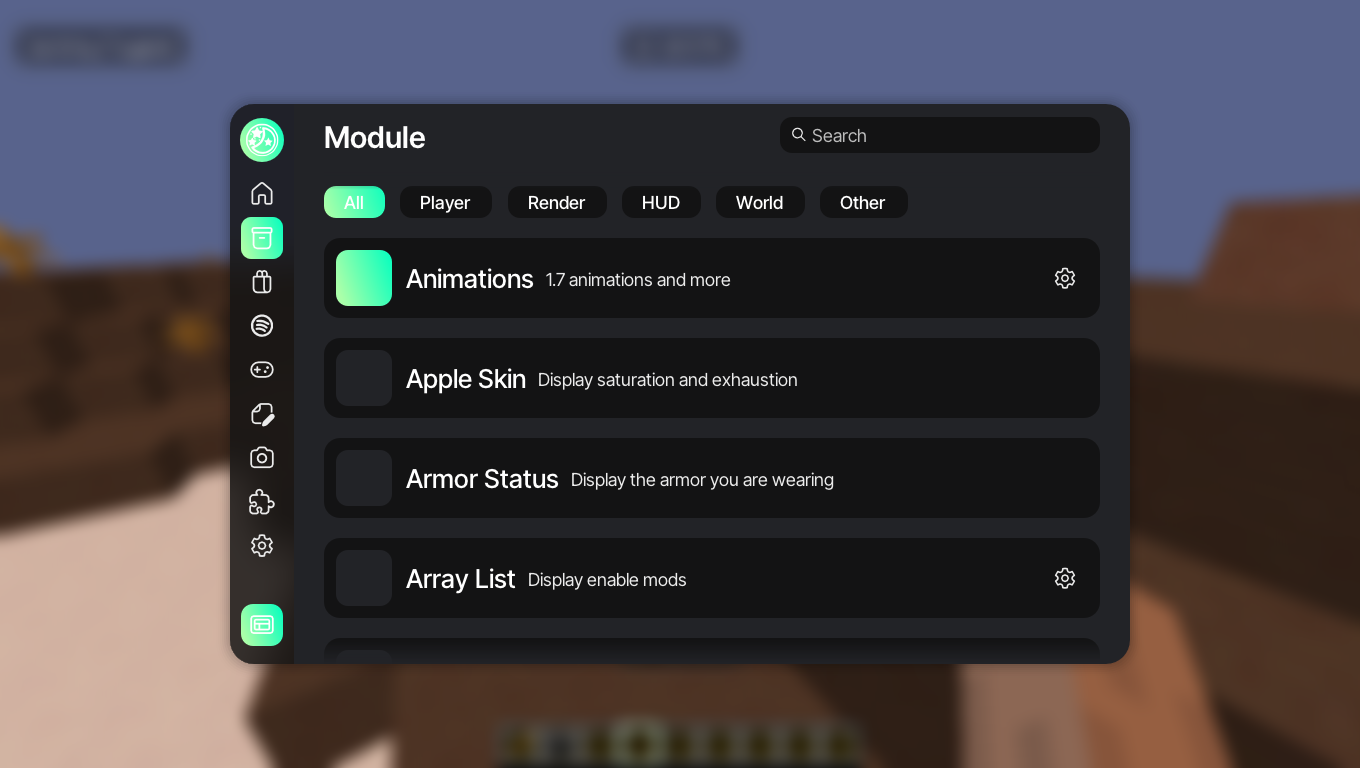 Module
Search
All
Player
Render
HUD
World
Other
Animations 1.7 animations and more
Apple Skin Display saturation and exhaustion
Armor Status Display the armor you are wearing
Array List Display enable mods